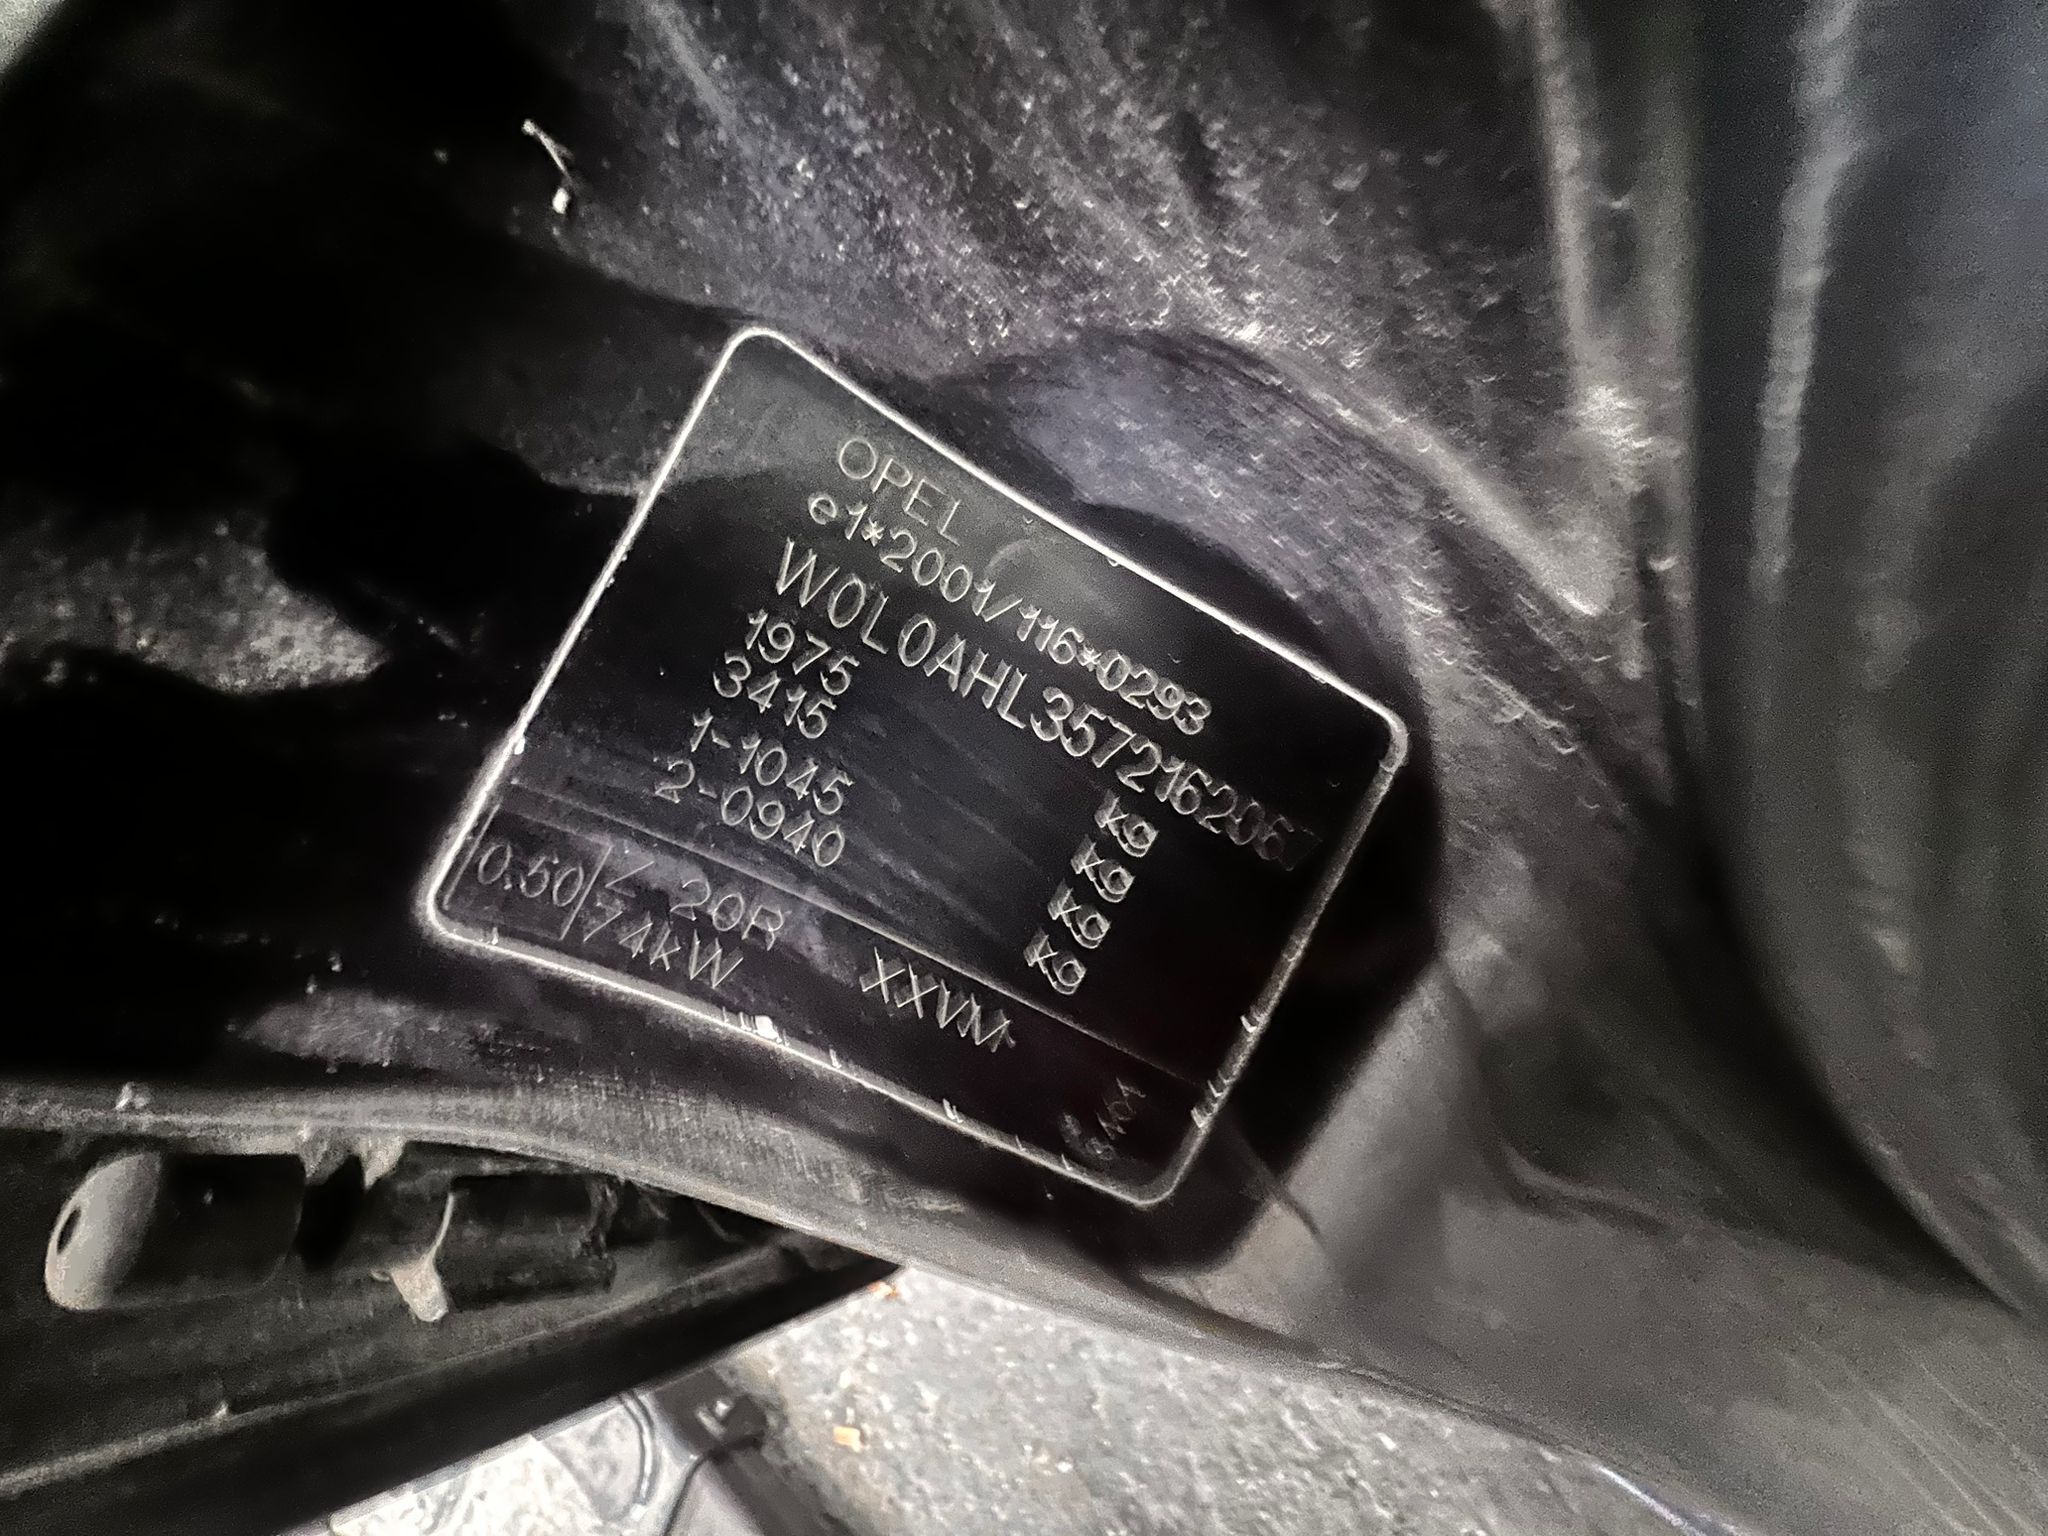 OPEL
e1*2001/116*0293
1975 kg
3415 kg
1-1045 kg
2-0940 kg
0.50
Z 20R
74kW
XXVM